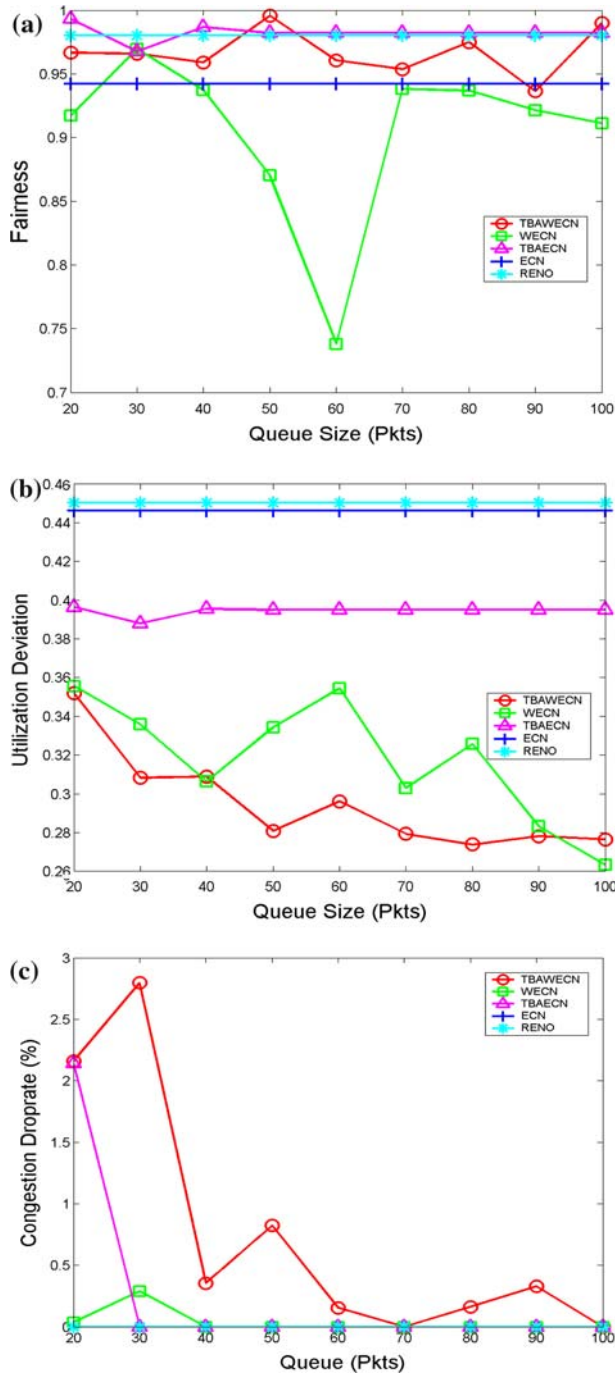 (a)
1
0.95
0.9
0.85
0.8
0.75
0.7
Fairness
TBAWECN
WECN
TBAECN
ECN
RENO
20 30 40 50 60 70 80 90 100
Queue Size (Pkts)
(b)
0.46
0.44
0.42
0.4
0.38
0.36
0.34
0.32
0.3
0.28
0.26
Utilization Deviation
TBAWECN
WECN
TBAECN
ECN
RENO
20 30 40 50 60 70 80 90 100
Queue Size (Pkts)
(c)
3
2.5
2
1.5
1
0.5
0
Congestion Droprate (%)
TBAWECN
WECN
TBAECN
ECN
RENO
20 30 40 50 60 70 80 90 100
Queue (Pkts)